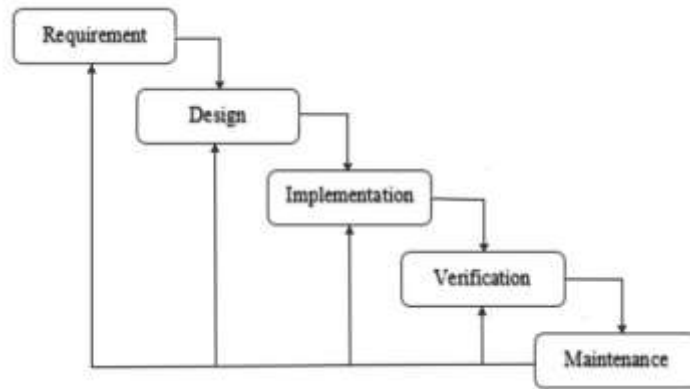 Requirement
Design
Implementation
Verification
Maintenance